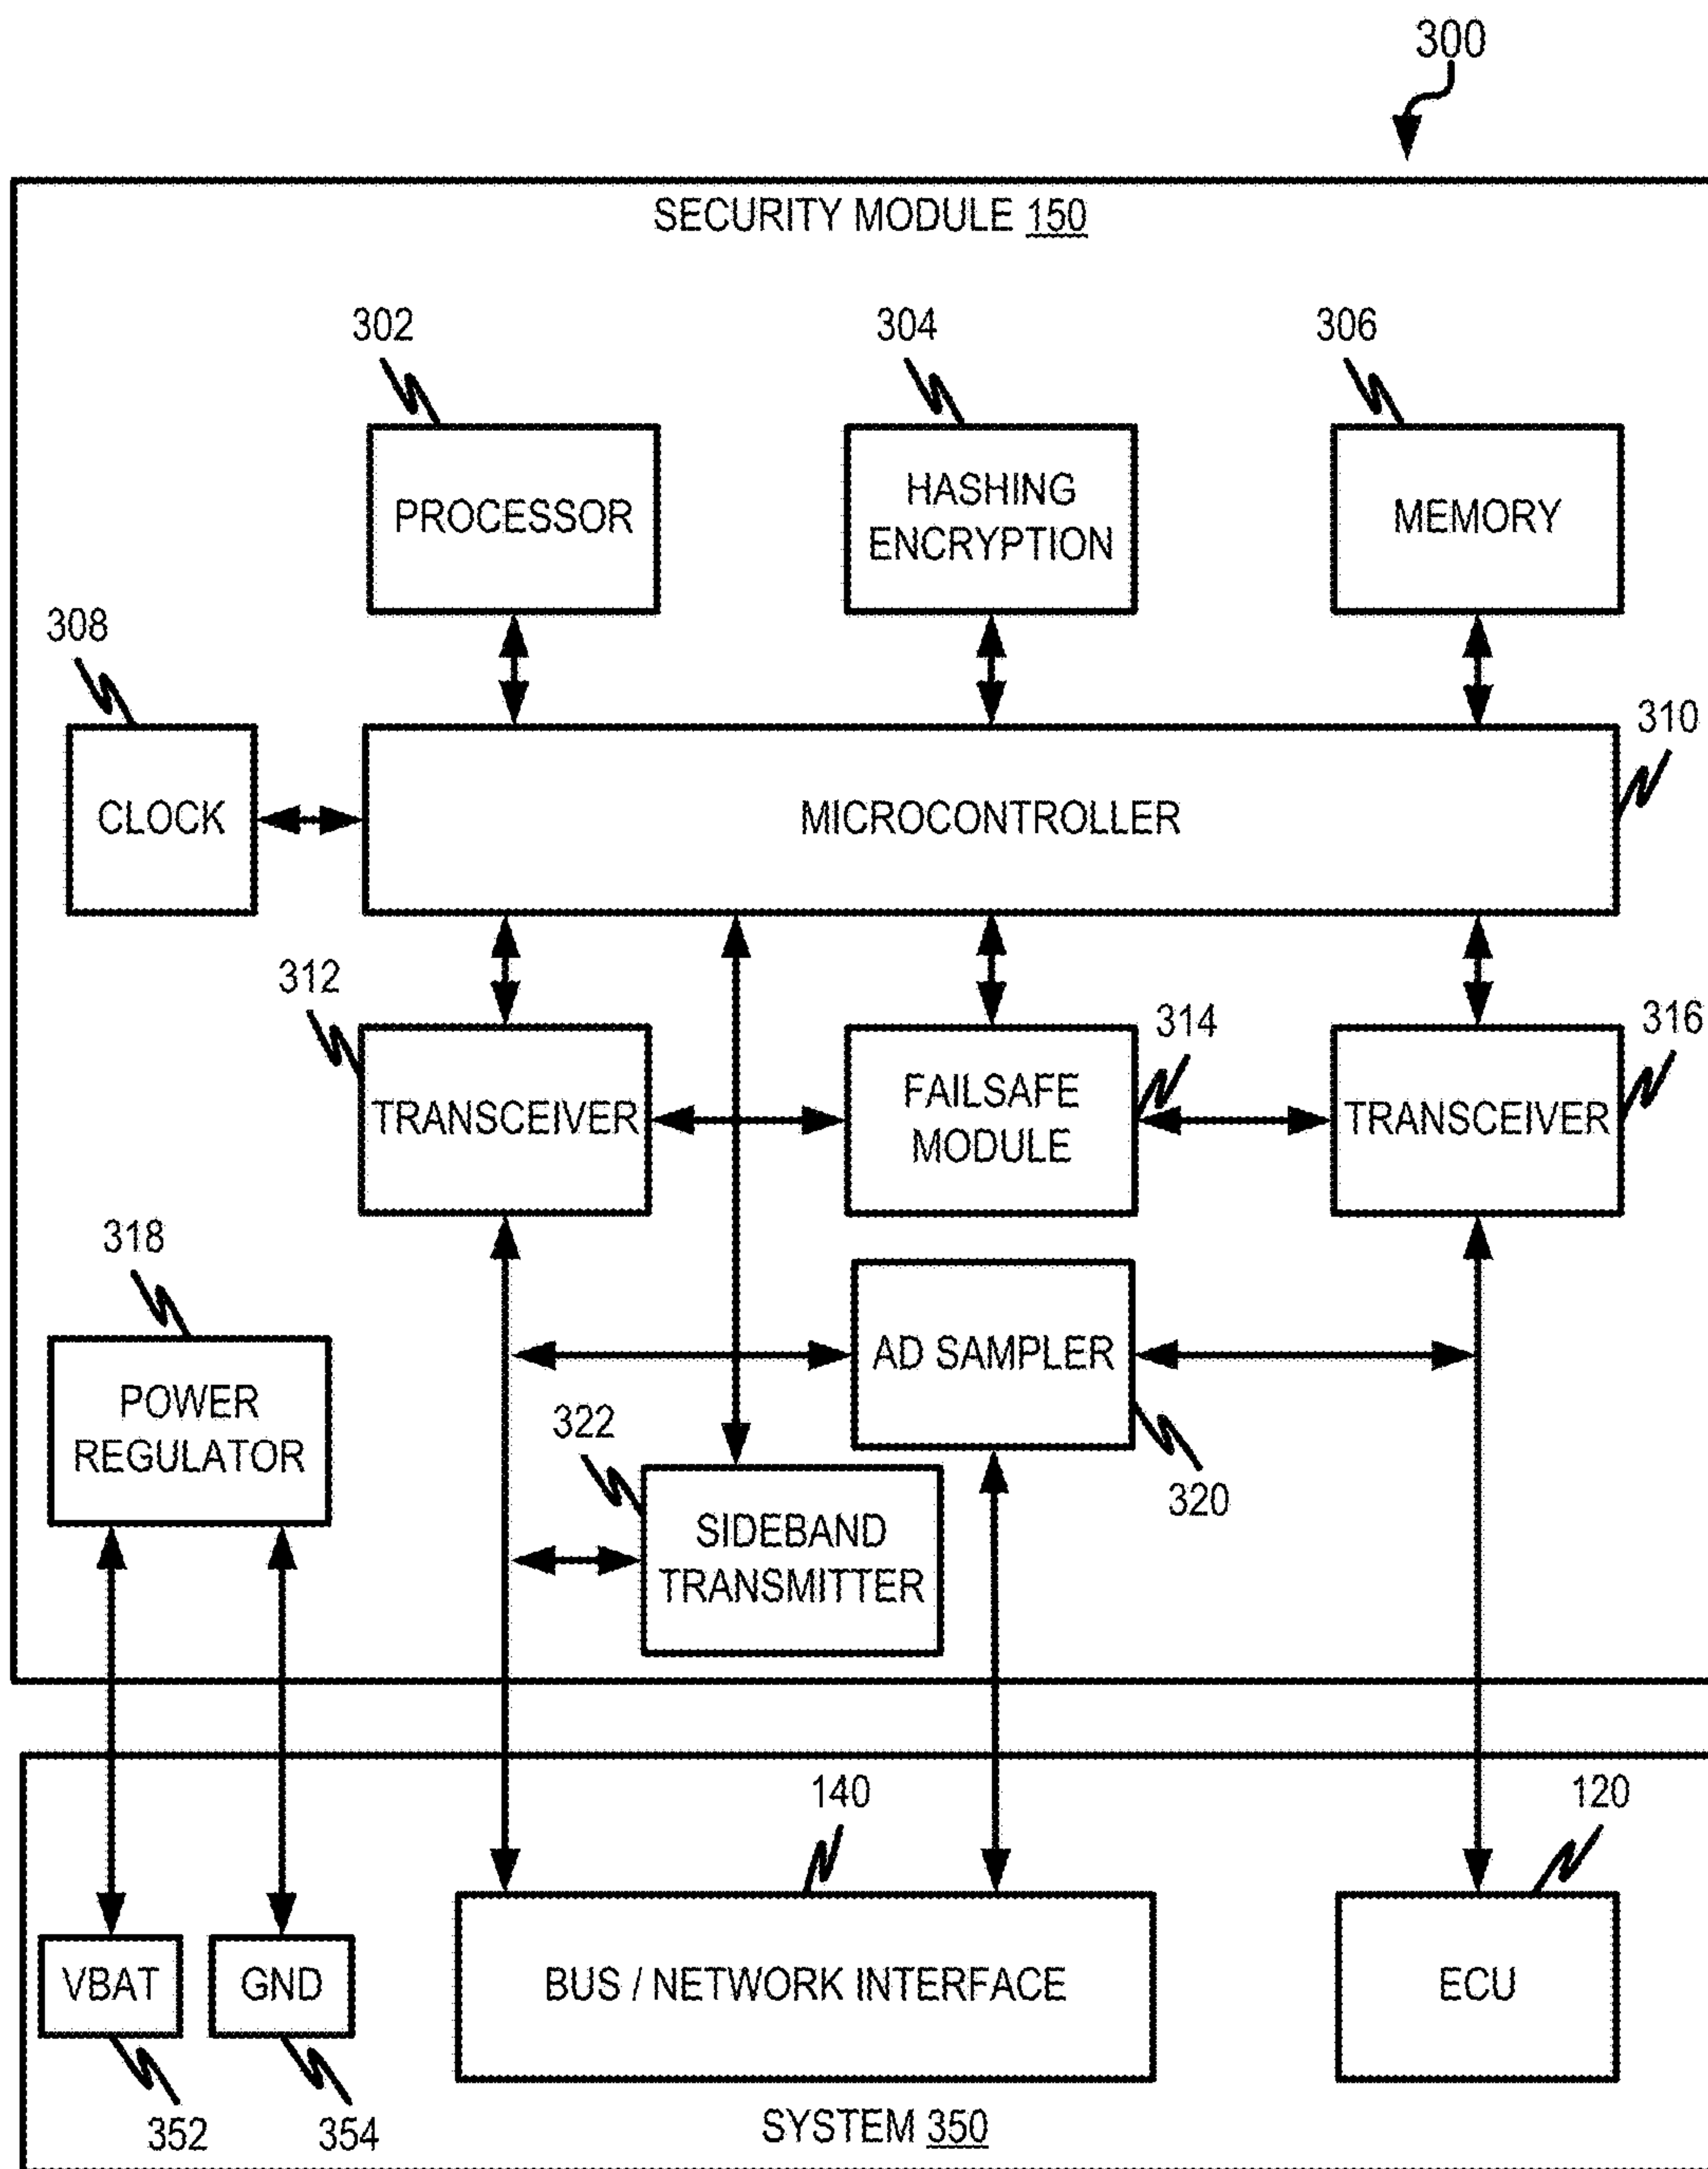 300
SECURITY MODULE 150
302
304
306
PROCESSOR
HASHING
ENCRYPTION
MEMORY
308
310
CLOCK
MICROCONTROLLER
312
314
316
TRANSCEIVER
FAILSAFE
MODULE
TRANSCEIVER
318
AD SAMPLER
POWER
REGULATOR
322
320
SIDEBAND
TRANSMITTER
140
120
VBAT
GND
BUS / NETWORK INTERFACE
ECU
352
354
SYSTEM 350